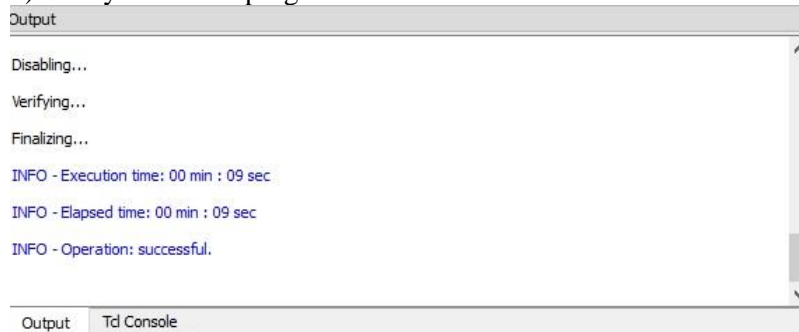 Output
Disabling...
Verifying...
Finalizing...
INFO - Execution time: 00 min : 09 sec
INFO - Elapsed time: 00 min : 09 sec
INFO - Operation: successful.
Output Tcl Console